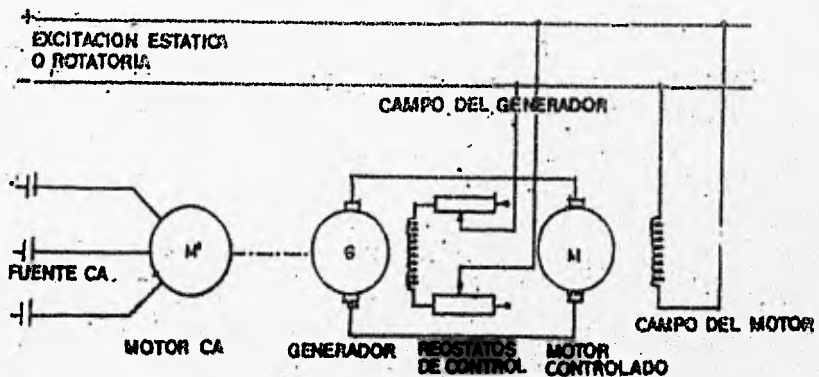 +
EXCITACION ESTATICA
O ROTATORIA
-
CAMPO DEL GENERADOR
M'
G
M
FUENTE CA.
MOTOR CA
GENERADOR
REOSTATOS
DE CONTROL
MOTOR
CONTROLADO
CAMPO DEL MOTOR